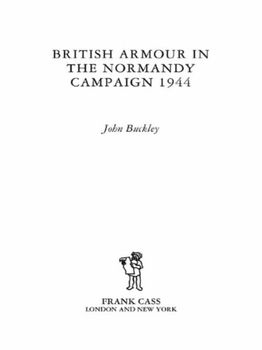 BRITISH ARMOUR IN
THE NORMANDY
CAMPAIGN 1944
John Buckley
FRANK CASS
LONDON AND NEW YORK